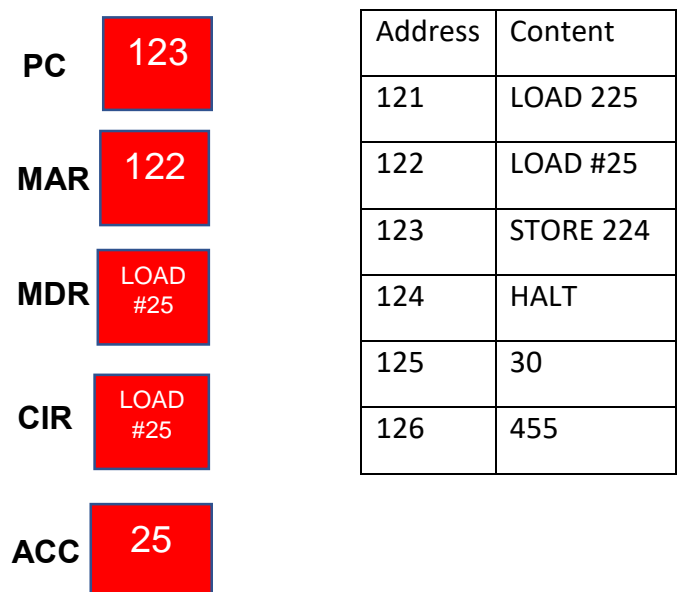 PC 123
MAR 122
MDR LOAD
#25
CIR LOAD
#25
ACC 25
Address Content
121 LOAD 225
122 LOAD #25
123 STORE 224
124 HALT
125 30
126 455